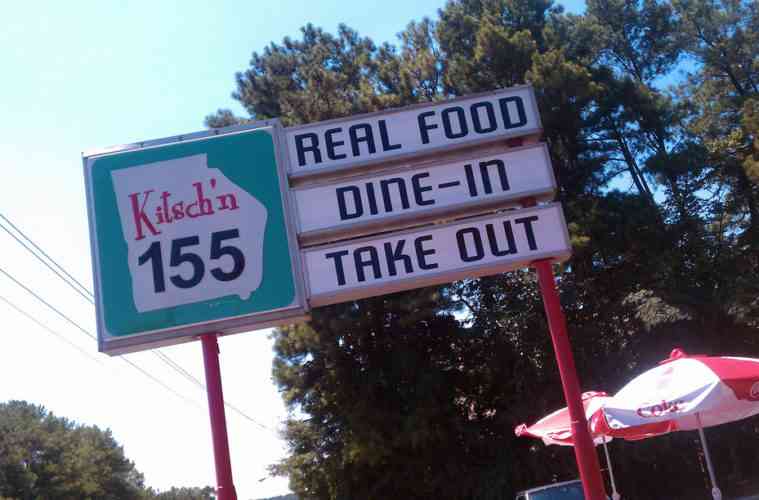 Kitsch'n
155
REAL FOOD
DINE-IN
TAKE OUT
Coke